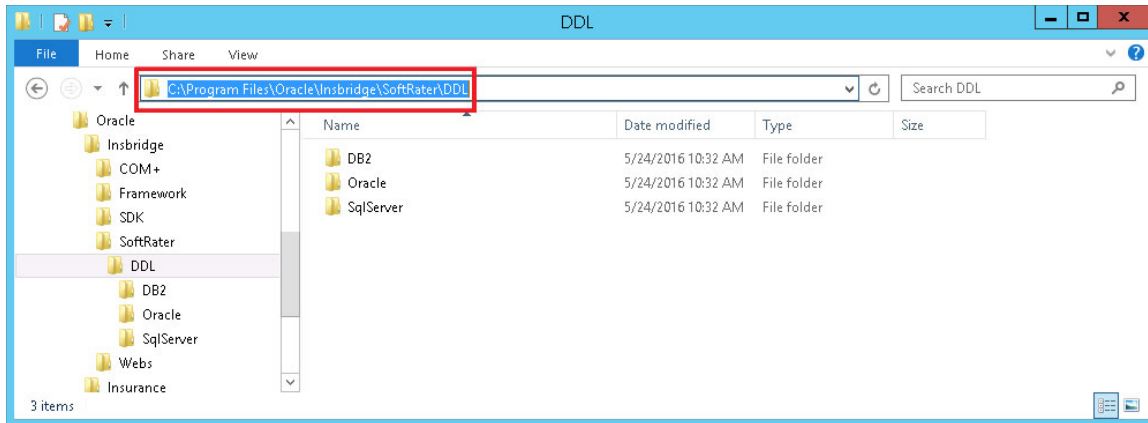 DDL
File Home Share View
C:\Program Files\Oracle\Insbridge\SoftRater\DDL
Search DDL
Oracle
Insbridge
COM+
Framework
SDK
SoftRater
DDL
DB2
Oracle
SqlServer
Webs
Insurance
Name Date modified Type Size
DB2 5/24/2016 10:32 AM File folder
Oracle 5/24/2016 10:32 AM File folder
SqlServer 5/24/2016 10:32 AM File folder
3 items